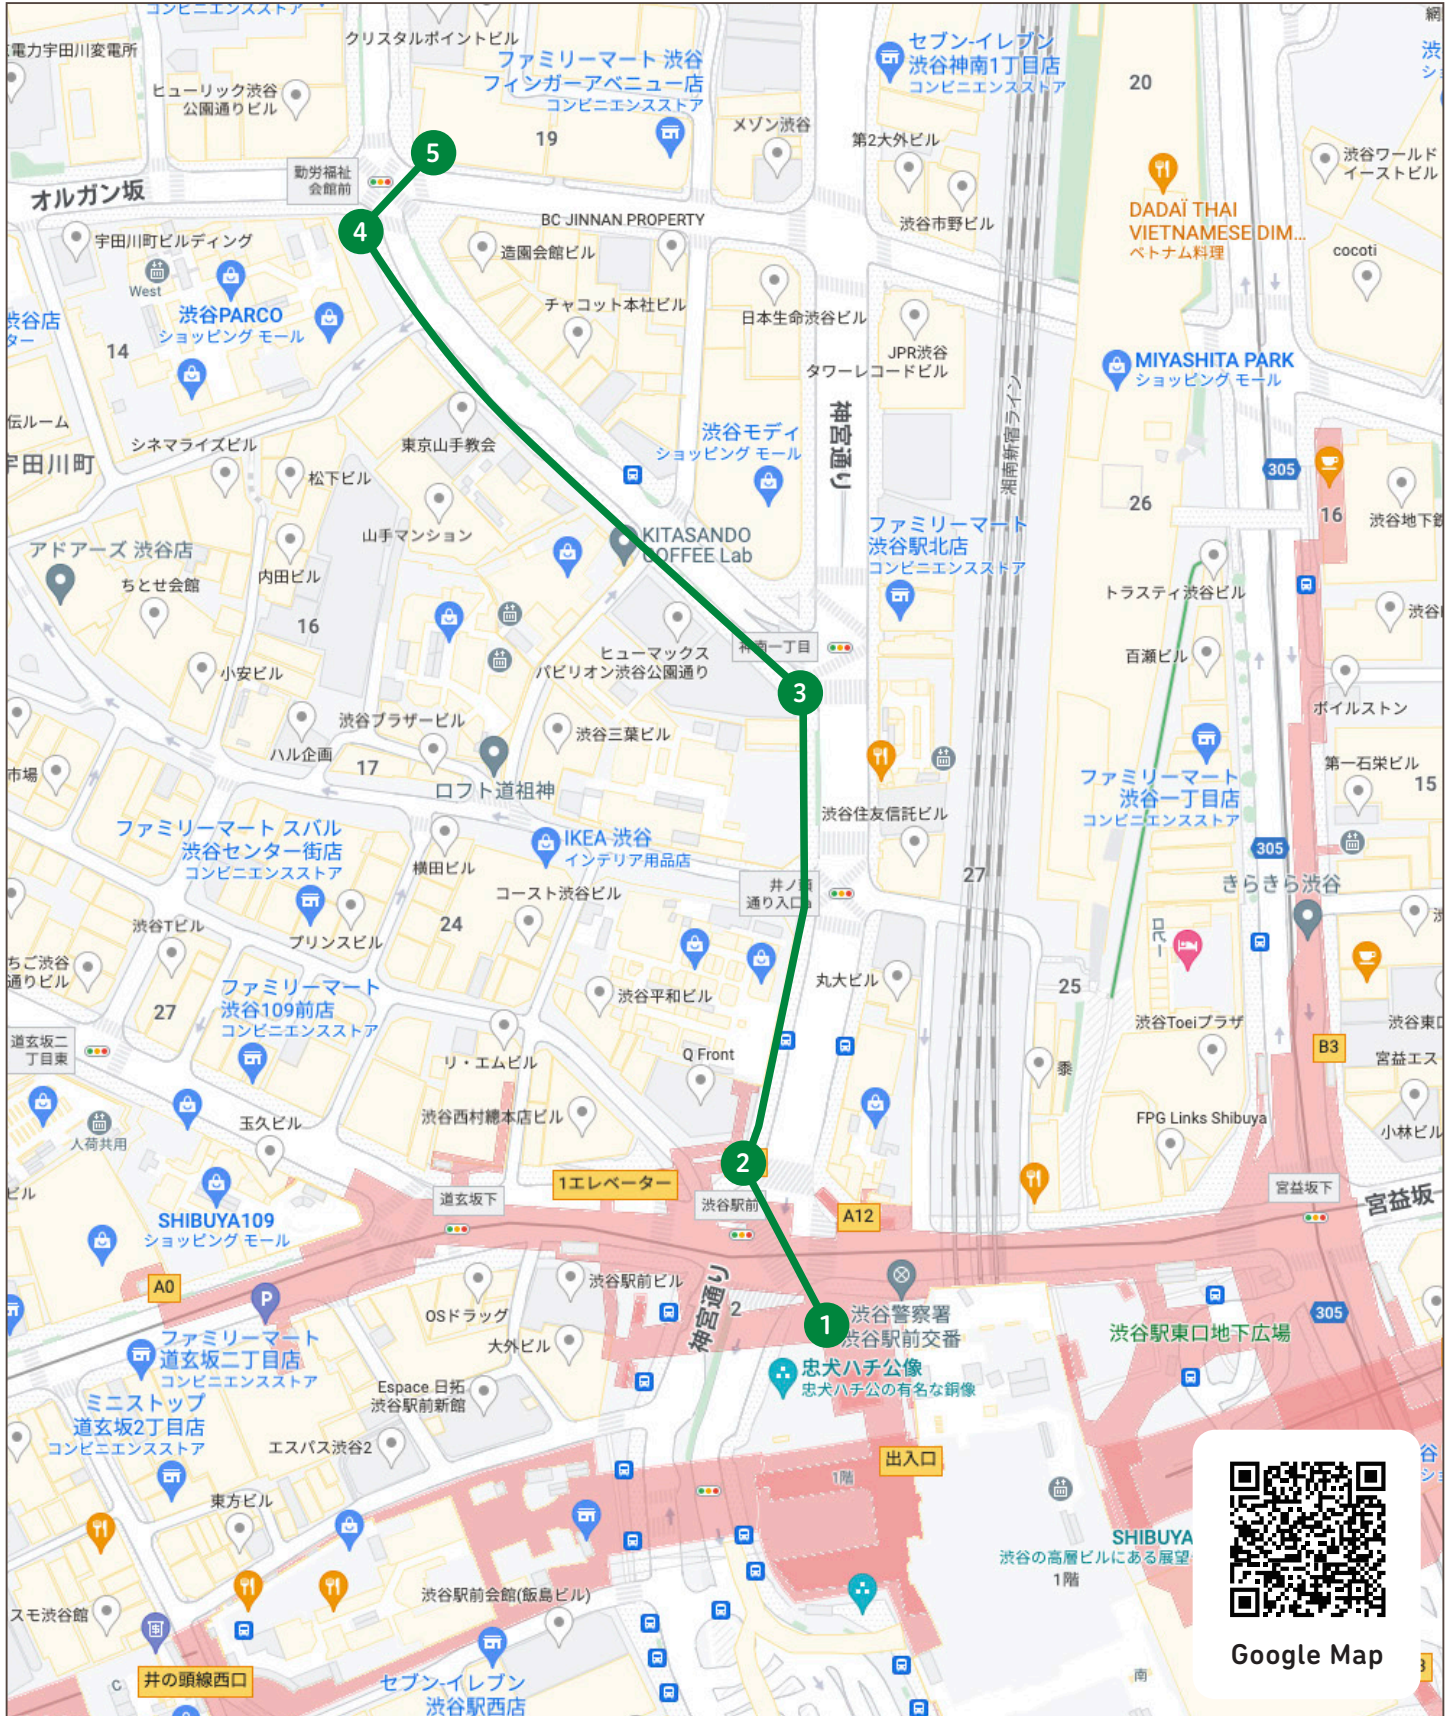 コンビニエンスストア
クリスタルポイントビル
電力宇田川変電所
ファミリーマート 渋谷
フィンガーアベニュー店
コンビニエンスストア
セブン-イレブン
渋谷神南1丁目店
コンビニエンスストア
20
ヒューリック渋谷
公園通りビル
19
メゾン渋谷
第2大外ビル
渋谷ワールド
イーストビル
5
勤労福祉
会館前
オルガン坂
4
BC JINNAN PROPERTY
渋谷市野ビル
DADAÏ THAI
VIETNAMESE DIM...
ベトナム料理
cocoti
宇田川町ビルディング
造園会館ビル
West
渋谷PARCO
ショッピング モール
チャコット本社ビル
日本生命渋谷ビル
渋谷店
ター
14
JPR渋谷
タワーレコードビル
MIYASHITA PARK
ショッピング モール
湘南新宿ライン
神宮通り
伝ルーム
シネマライズビル
東京山手教会
渋谷モディ
ショッピング モール
宇田川町
松下ビル
305
26
16
渋谷地下鉄
山手マンション
KITASANDO
COFFEE Lab
ファミリーマート
渋谷駅北店
コンビニエンスストア
アドアーズ 渋谷店
ちとせ会館
内田ビル
トラスティ渋谷ビル
16
ヒューマックス
パビリオン渋谷公園通り
神南一丁目
百瀬ビル
小安ビル
3
渋谷ブラザービル
渋谷三葉ビル
ボイルストン
ハル企画
市場
17
ロフト道祖神
ファミリーマート
渋谷一丁目店
コンビニエンスストア
第一石栄ビル
15
渋谷住友信託ビル
ファミリーマート スバル
渋谷センター街店
コンビニエンスストア
IKEA 渋谷
インテリア用品店
横田ビル
305
27
きらきら渋谷
コースト渋谷ビル
井ノ頭
通り入口
渋谷Tビル
プリンスビル
24
ロビー
ちご渋谷
通りビル
ファミリーマート
渋谷109前店
コンビニエンスストア
27
渋谷平和ビル
丸大ビル
25
渋谷Toeiプラザ
渋谷東口
道玄坂二
丁目東
リ・エムビル
Q Front
黍
B3
宮益エス
人荷共用
玉久ビル
渋谷西村總本店ビル
FPG Links Shibuya
小林ビル
2
ビル
1エレベーター
道玄坂下
渋谷駅前
A12
宮益坂下
宮益坂
SHIBUYA109
ショッピング モール
A0
P
渋谷駅前ビル
神宮通り
2
OSドラッグ
1
渋谷警察署
渋谷駅前交番
305
渋谷駅東口地下広場
ファミリーマート
道玄坂二丁目店
コンビニエンスストア
大外ビル
忠犬ハチ公像
忠犬ハチ公の有名な銅像
ミニストップ
道玄坂2丁目店
コンビニエンスストア
Espace 日拓
渋谷駅前新館
エスパス渋谷2
出入口
1階
東方ビル
SHIBUYA
渋谷の高層ビルにある展望
1階
渋谷駅前会館(飯島ビル)
スモ渋谷館
Google Map
井の頭線西口
セブン-イレブン
渋谷駅西店
C
南